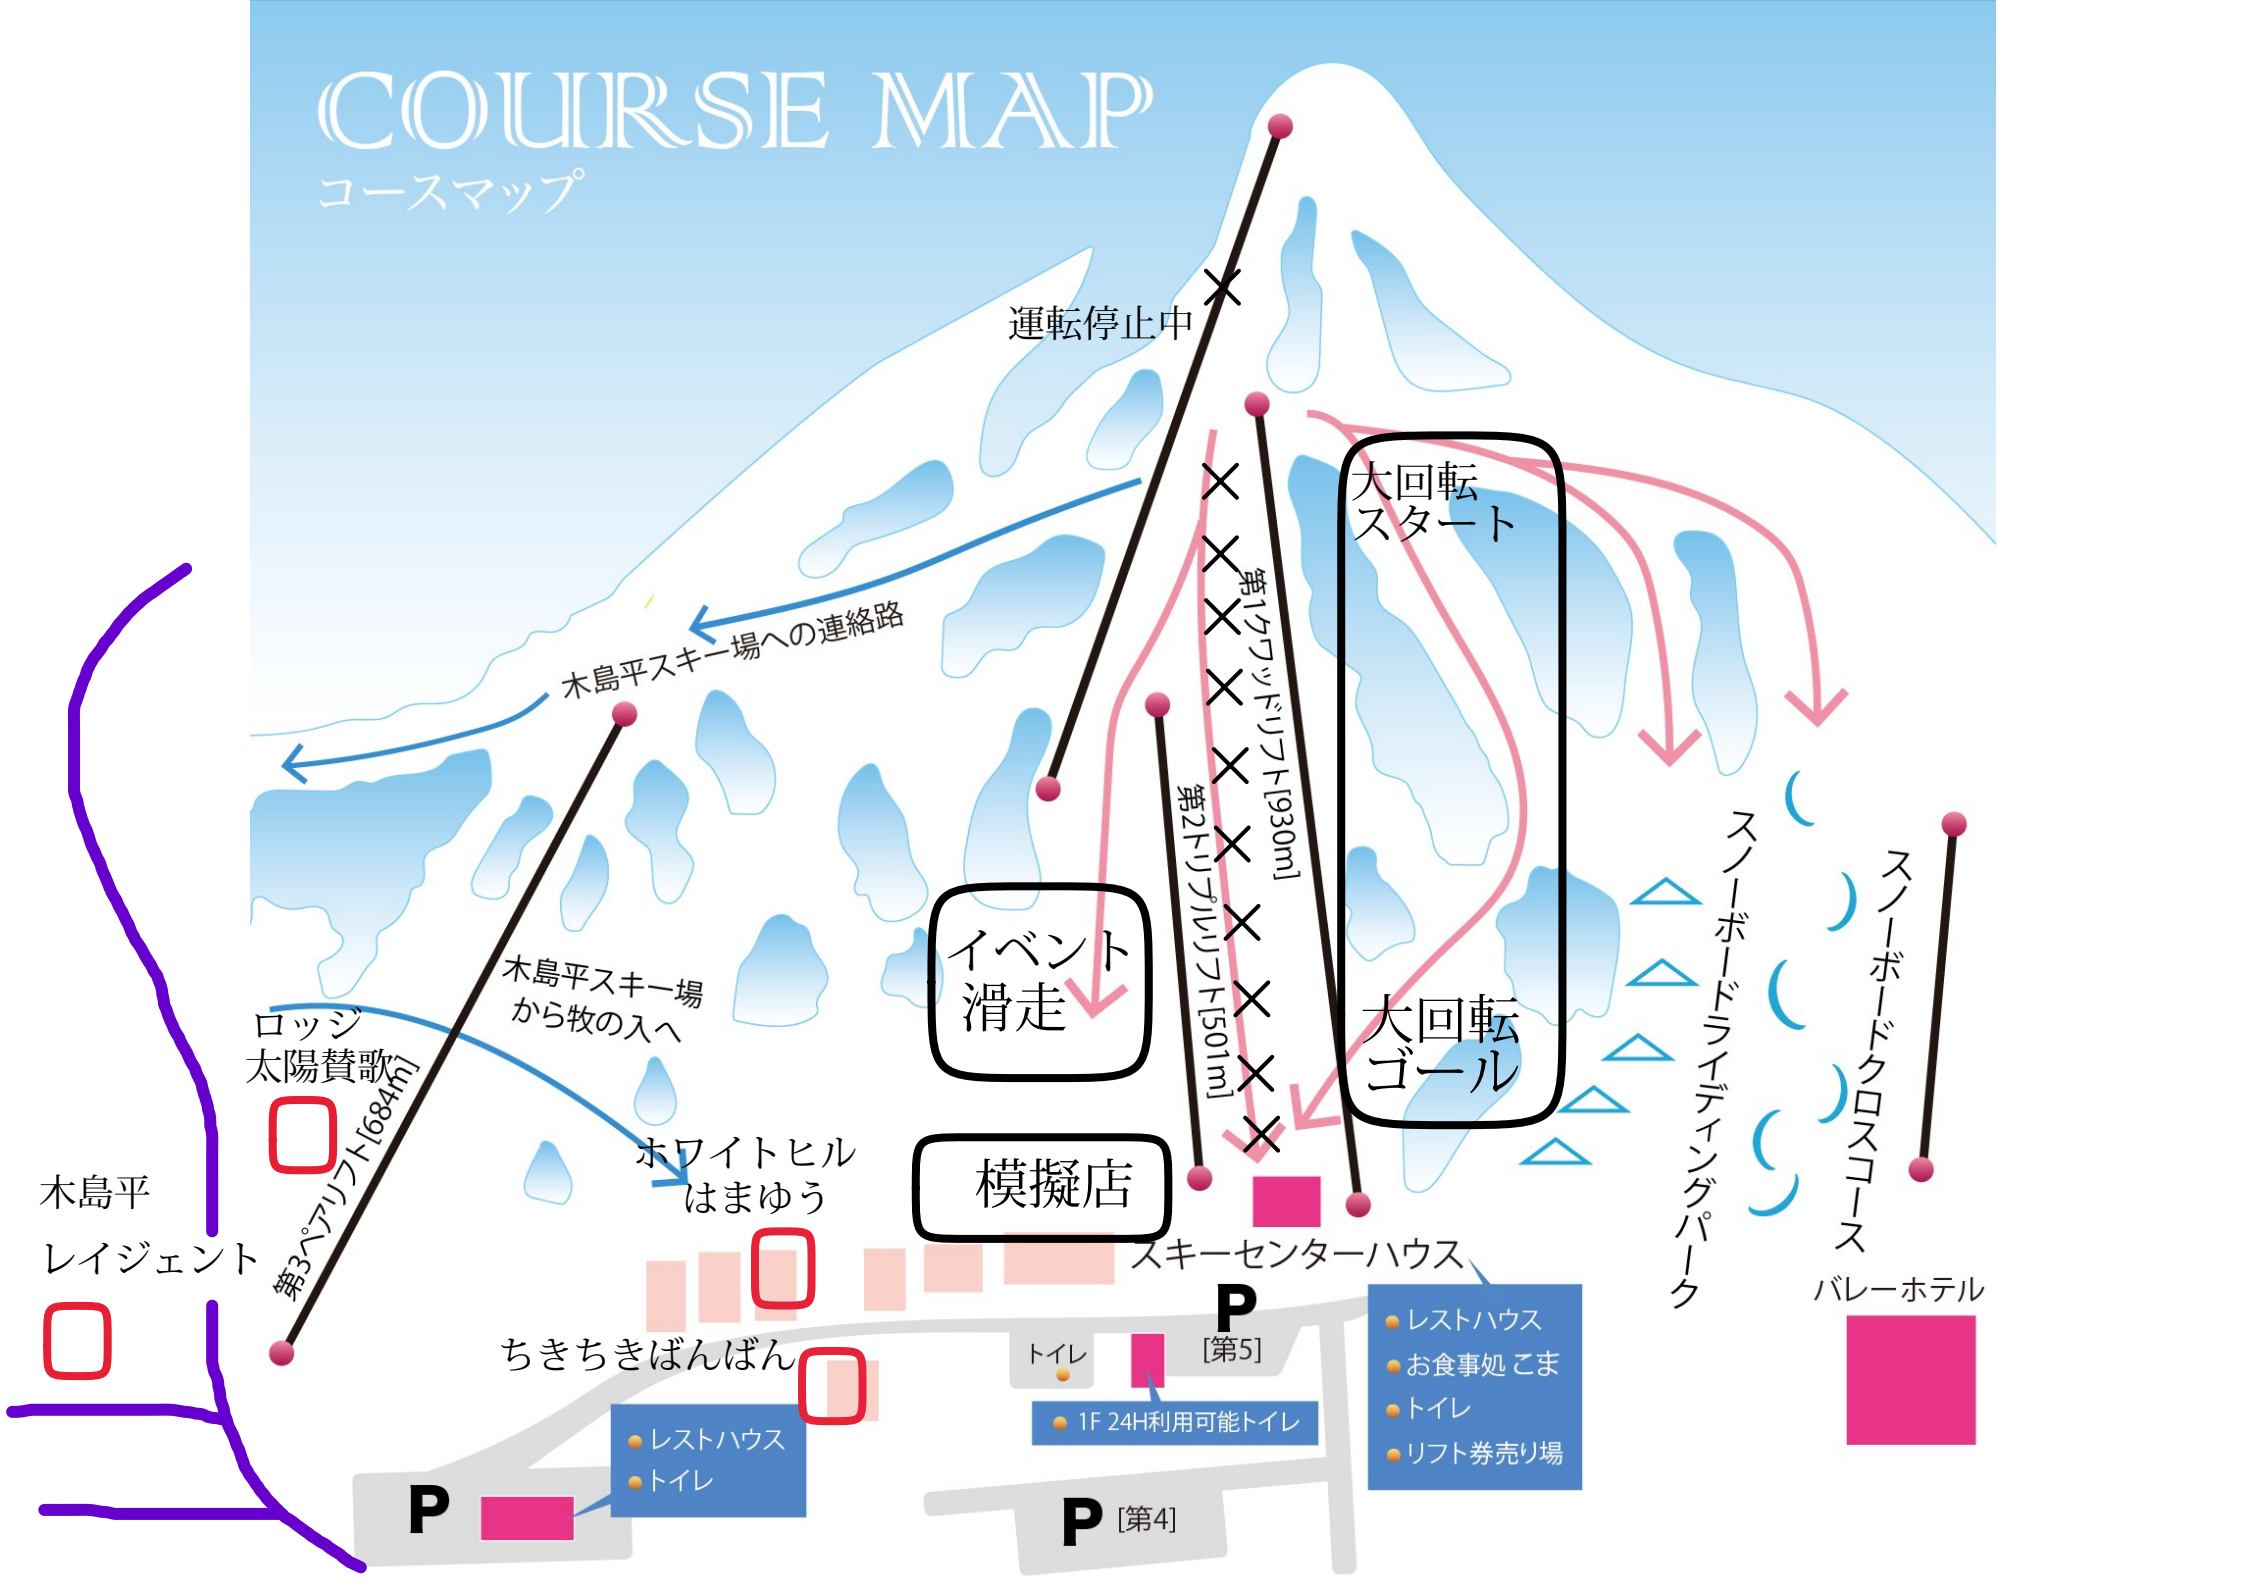 COURSE MAP
コースマップ
運転停止中
大回転
スタート
木島平スキー場への連絡路
第1クワッドリフト[930m]
第2トリプルリフト[501m]
スノーボードライディングパーク
スノーボードクロスコース
イベント
滑走
木島平スキー場
から牧の入へ
大回転
ゴール
ロッジ
太陽賛歌
第3ペアリフト[684m]
木島平
レイジェント
ホワイトヒル
はまゆう
模擬店
スキーセンターハウス
バレーホテル
ちきちきばんばん
トイレ
P
[第5]
レストハウス
お食事処 こま
トイレ
リフト券売り場
1F 24H利用可能トイレ
レストハウス
トイレ
P
P [第4]